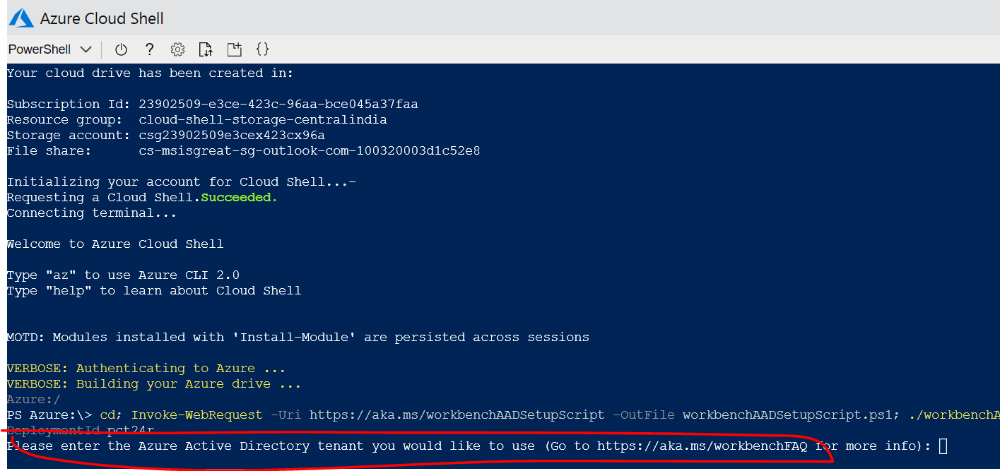 Azure Cloud Shell
PowerShell
?
{}
Your cloud drive has been created in:
Subscription Id: 23902509-e3ce-423c-96aa-bce045a37faa
Resource group:  cloud-shell-storage-centralindia
Storage account: csg23902509e3cex423cx96a
File share:      cs-msisgreat-sg-outlook-com-100320003d1c52e8
Initializing your account for Cloud Shell...-
Requesting a Cloud Shell.Succeeded.
Connecting terminal...
Welcome to Azure Cloud Shell
Type "az" to use Azure CLI 2.0
Type "help" to learn about Cloud Shell
MOTD: Modules installed with 'Install-Module' are persisted across sessions
VERBOSE: Authenticating to Azure ...
VERBOSE: Building your Azure drive ...
Azure:/
PS Azure:\> cd; Invoke-WebRequest -Uri https://aka.ms/workbenchAADSetupScript -OutFile workbenchAADSetupScript.ps1; ./workbenchA
DeploymentId pct24r
Please enter the Azure Active Directory tenant you would like to use (Go to https://aka.ms/workbenchFAQ for more info):